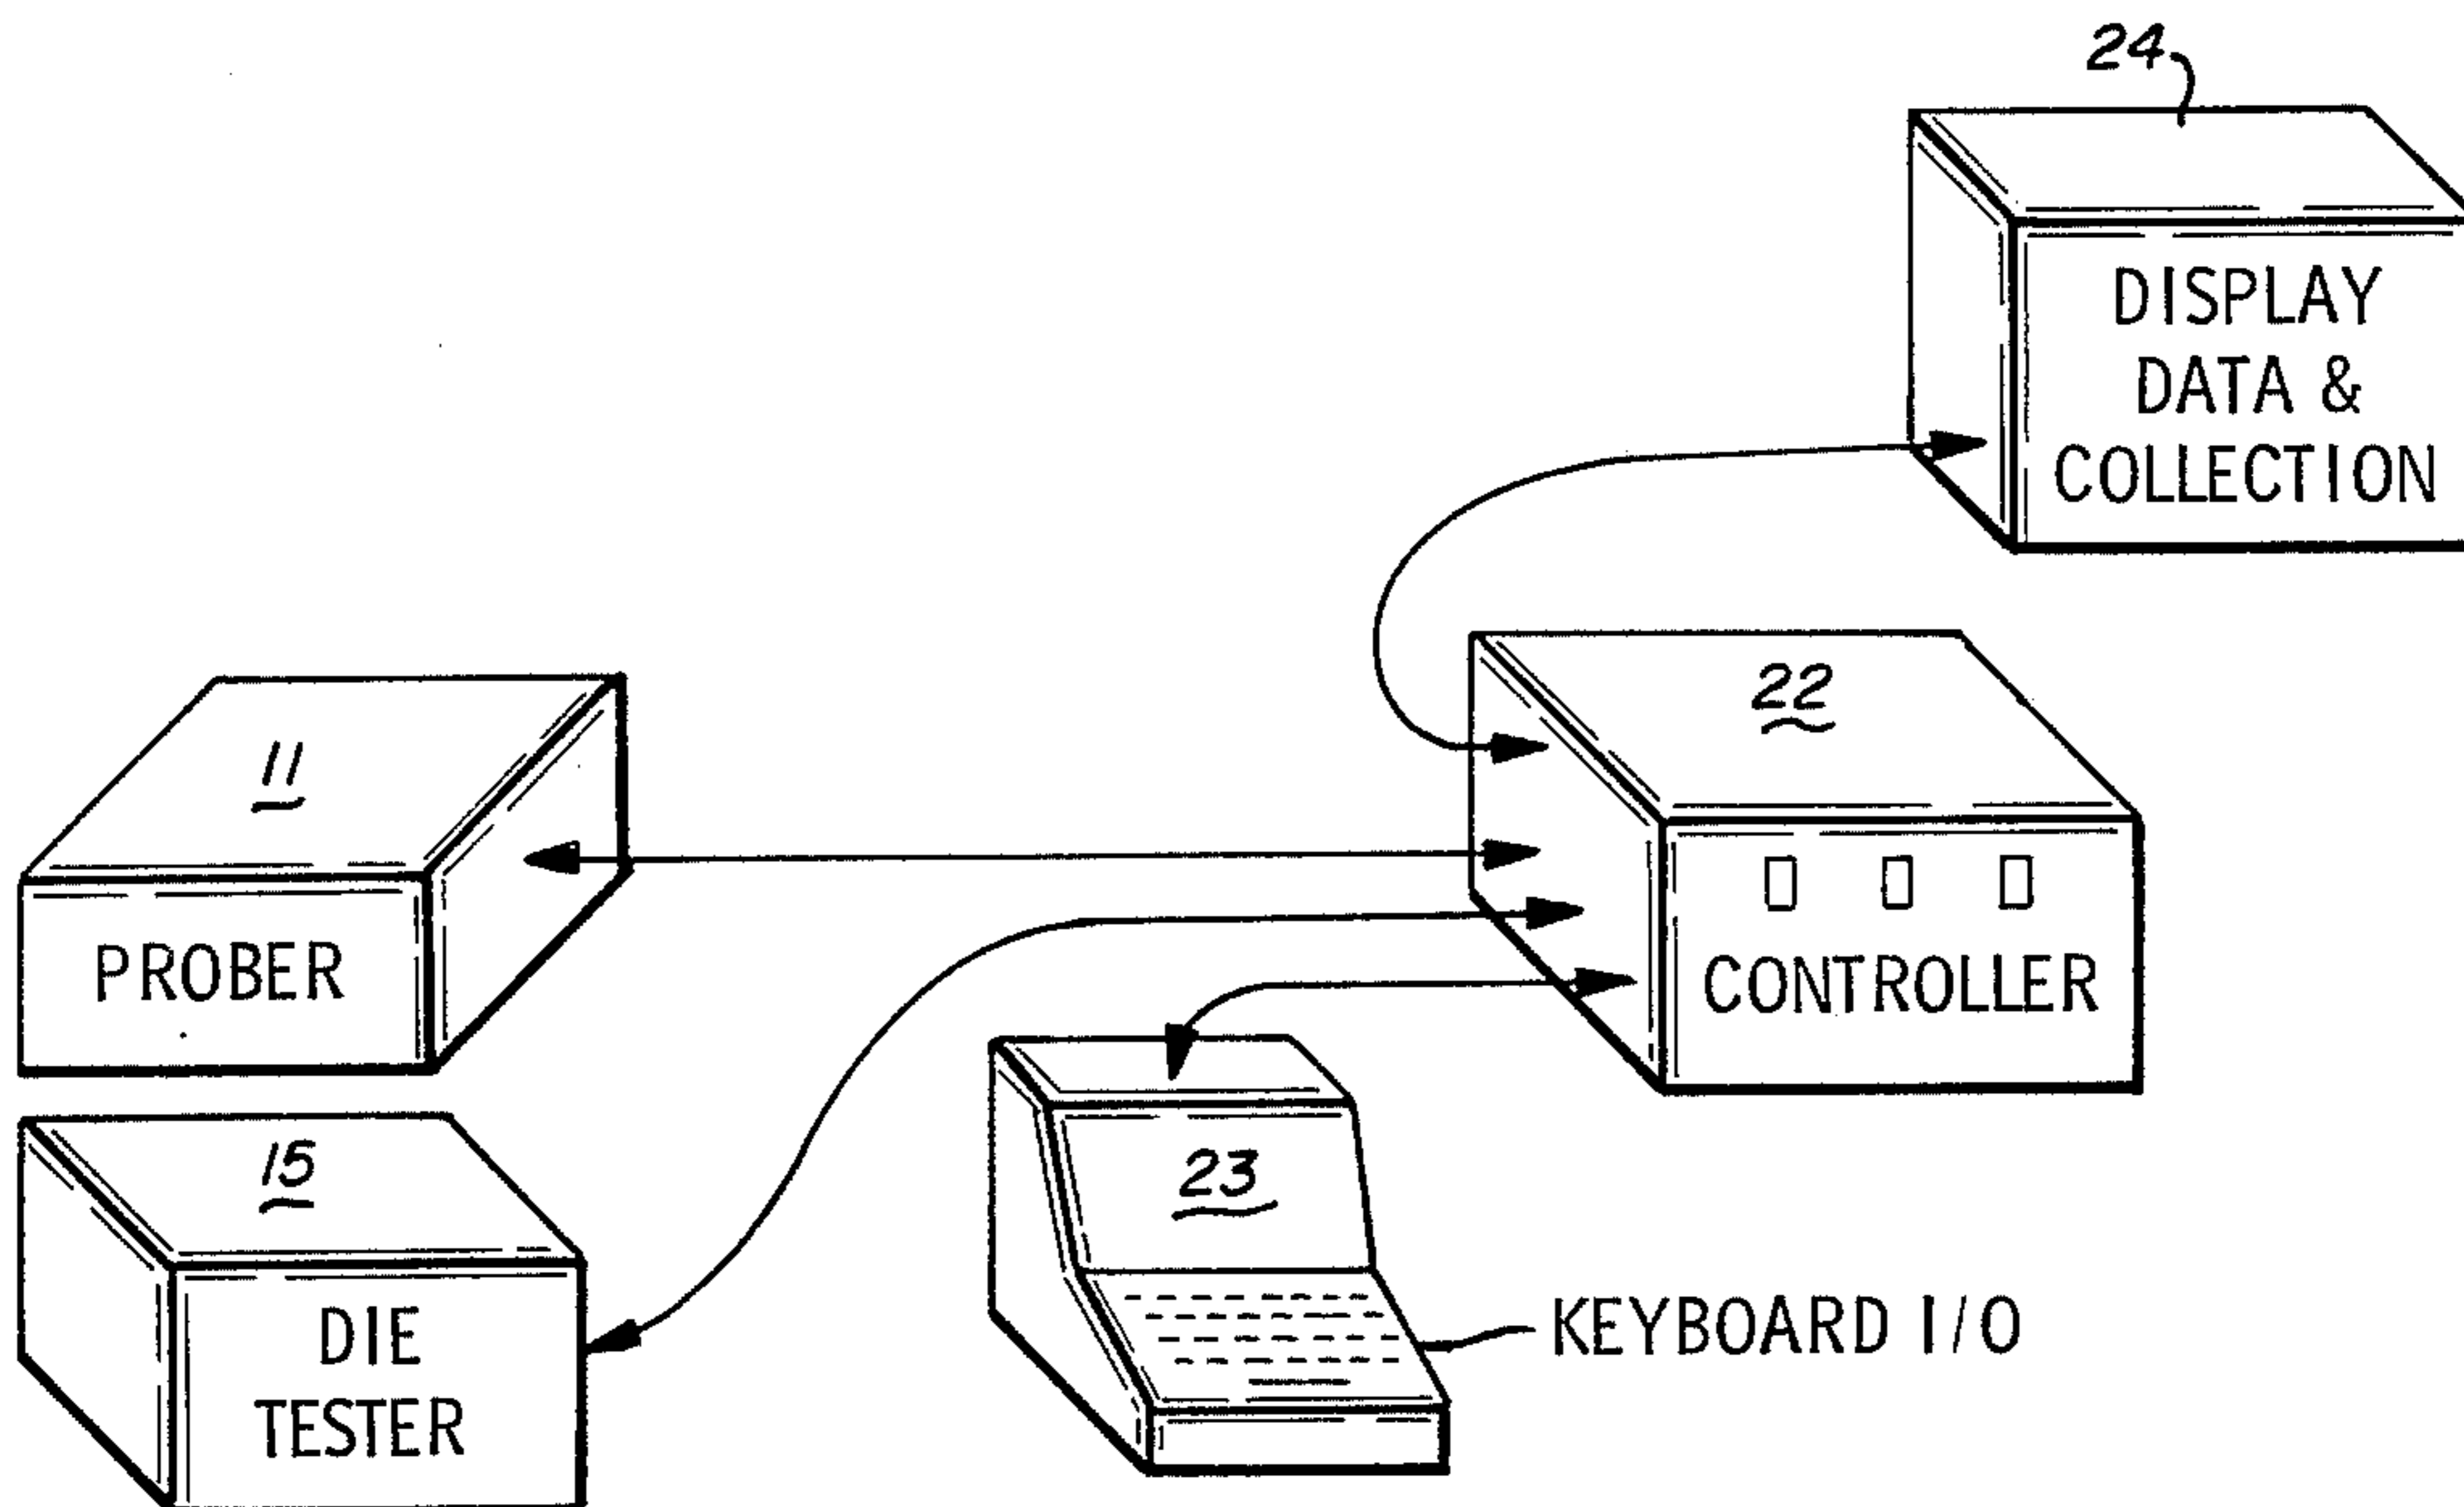 24
DISPLAY
DATA &
COLLECTION
22
11
CONTROLLER
PROBER
15
23
DIE
TESTER
KEYBOARD I/O